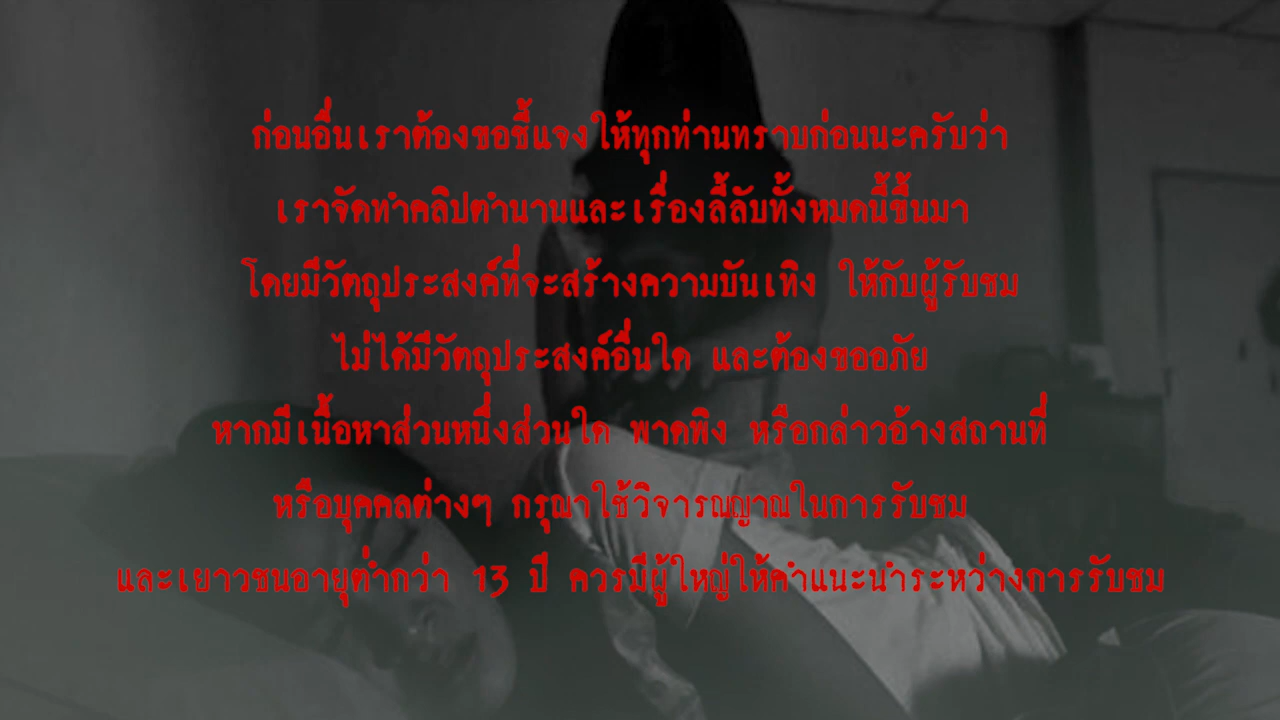 ก่อนอื่นเราต้องขอชี้แจงให้ทุกท่านทราบก่อนนะครับว่า
เราจัดทำคลิปตำนานและเรื่องลี้ลับทั้งหมดนี้ขึ้นมา
โดยมีวัตถุประสงค์ที่จะสร้างความบันเทิง ให้กับผู้รับชม
ไม่ได้มีวัตถุประสงค์อื่นใด และต้องขออภัย
หากมีเนื้อหาส่วนหนึ่งส่วนใด พาดพิง หรือกล่าวอ้างสถานที่
หรือบุคคลต่างๆ กรุณาใช้วิจารณญาณในการรับชม
และเยาวชนอายุต่ำกว่า 13 ปี ควรมีผู้ใหญ่ให้คำแนะนำระหว่างการรับชม